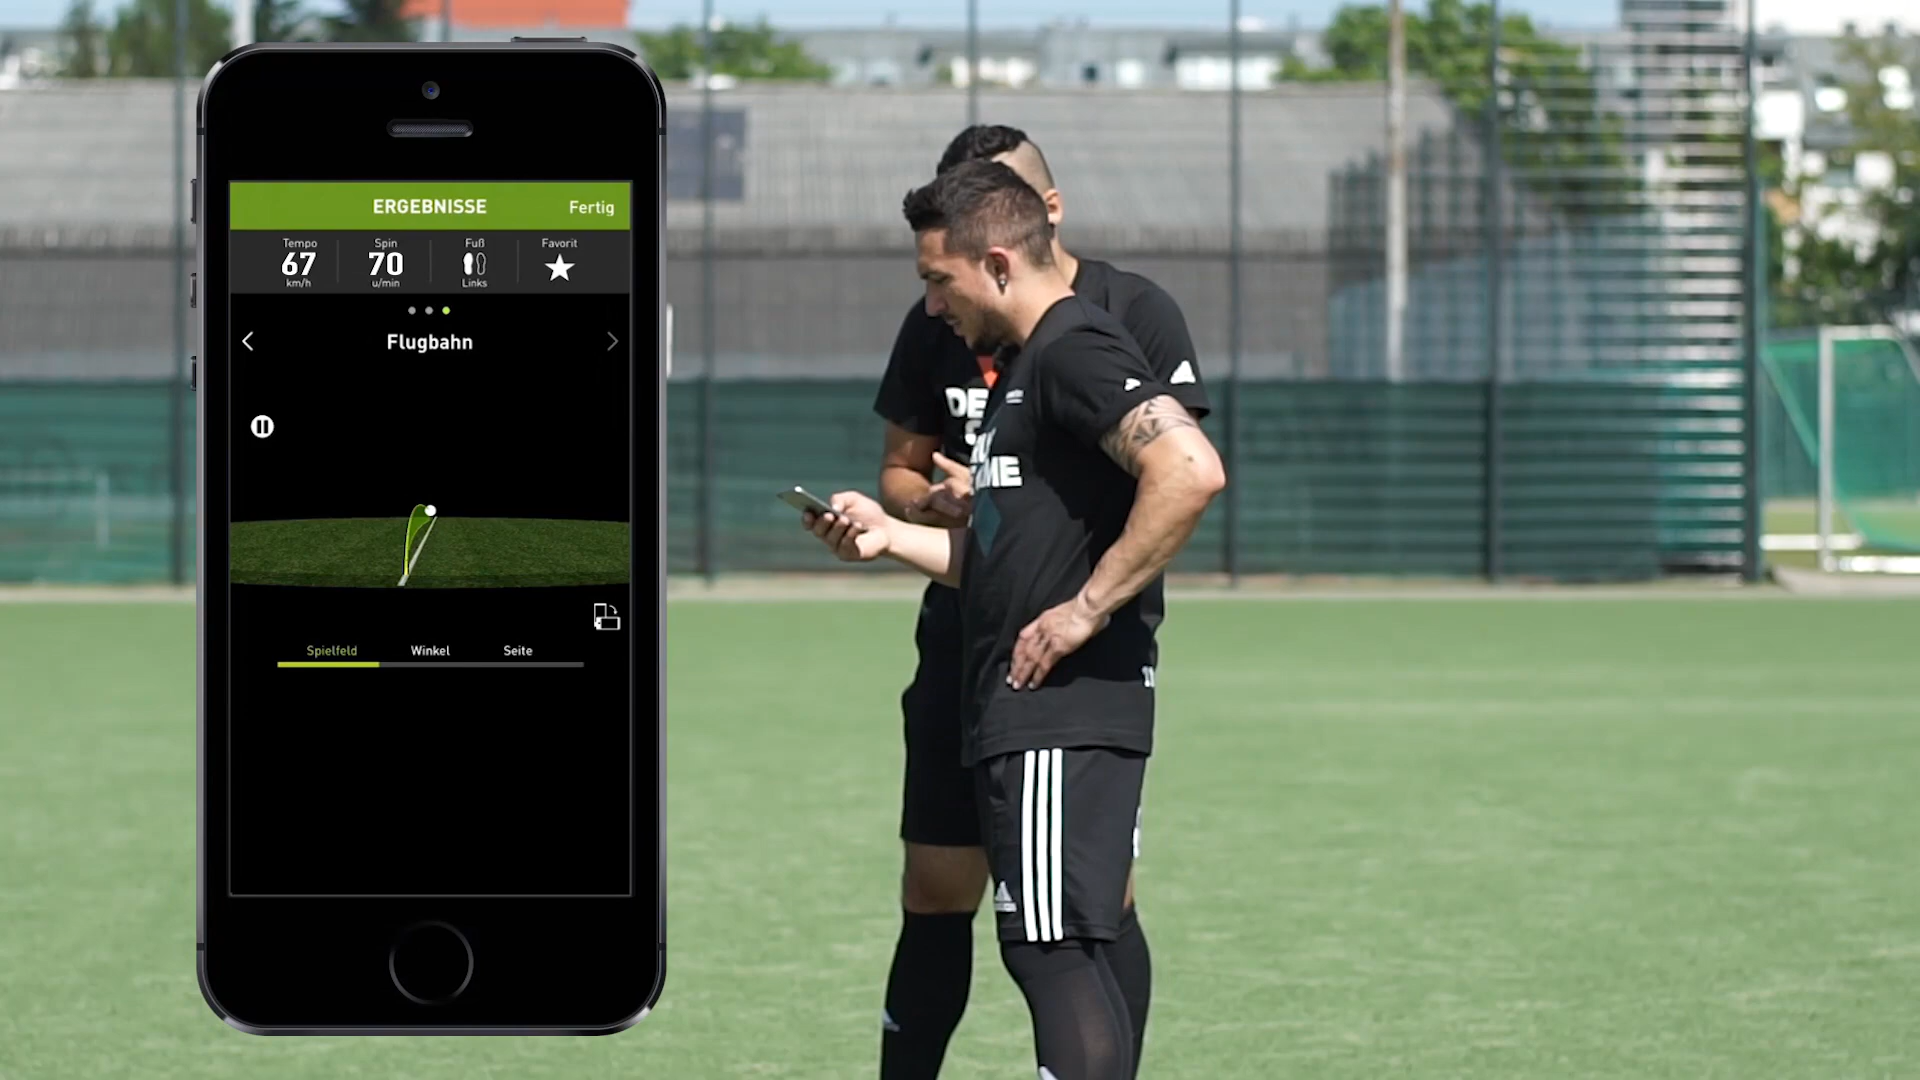 ERGEBNISSE
Fertig
Tempo
67
km/h
Spin
70
u/min
Fuß
Links
Favorit
Flugbahn
Spielfeld
Winkel
Seite